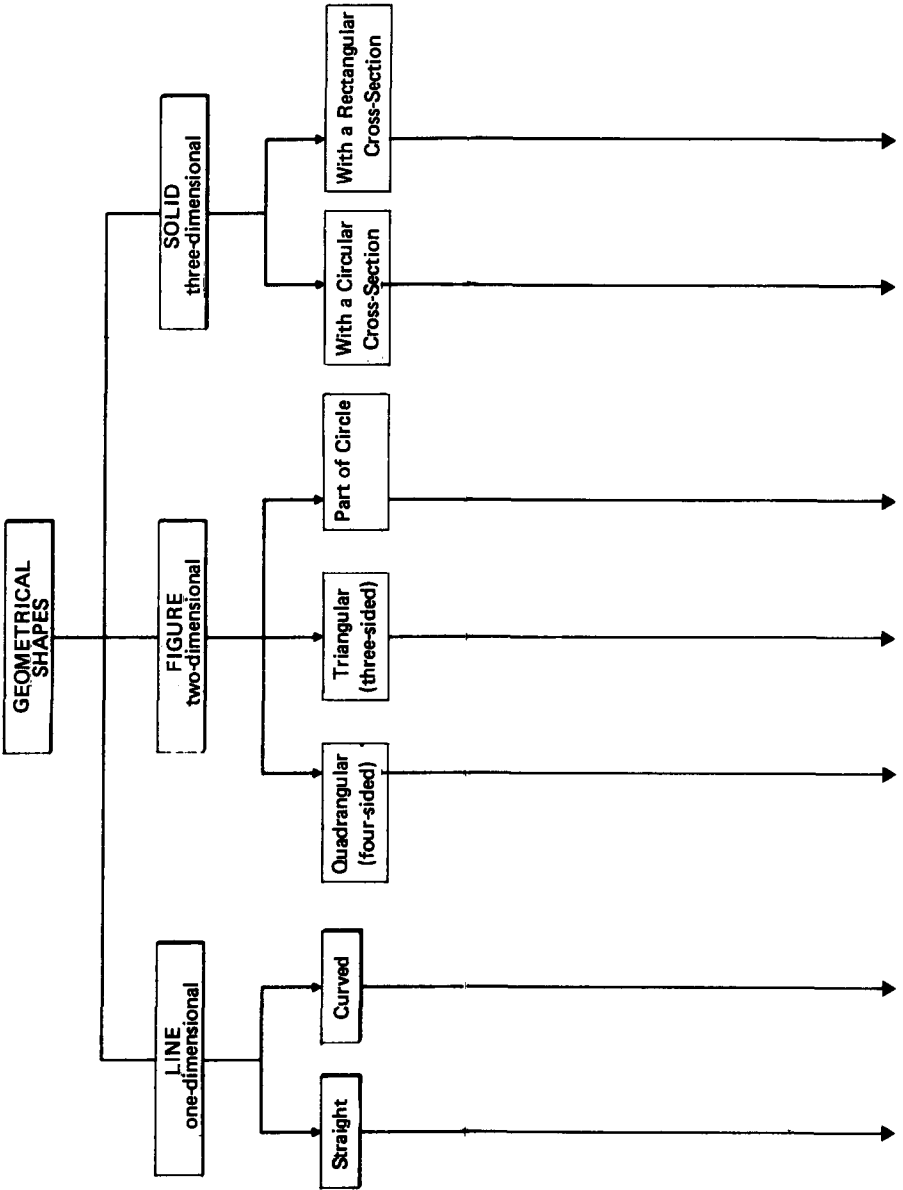 GEOMETRICAL
SHAPES
LINE
one-dimensional
FIGURE
two-dimensional
SOLID
three-dimensional
Straight
Curved
Quadrangular
(four-sided)
Triangular
(three-sided)
Part of Circle
With a Circular
Cross-Section
With a Rectangular
Cross-Section